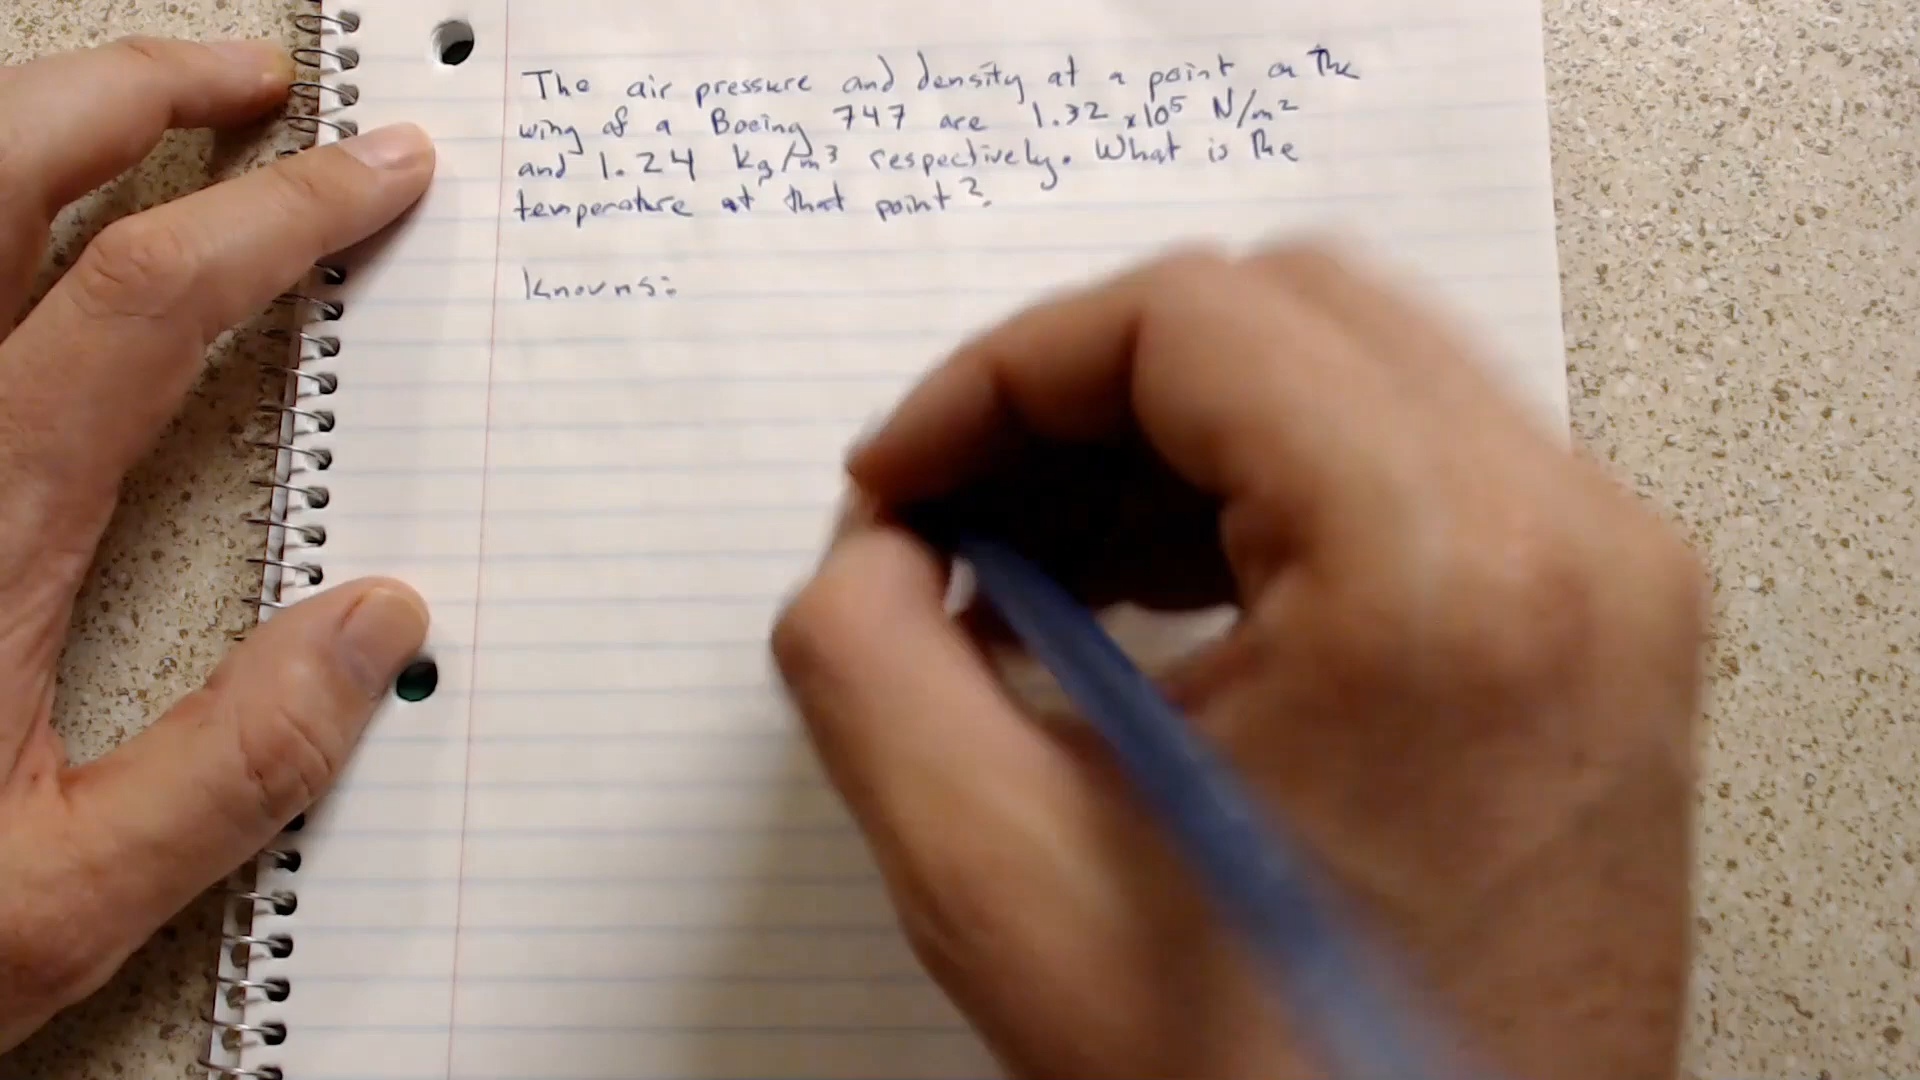 The air pressure and density at a point on the
wing of a Boeing 747 are 1.32 x10⁵ N/m²
and 1.24 kg/m³ respectively. What is the
temperature at that point?
Knowns: